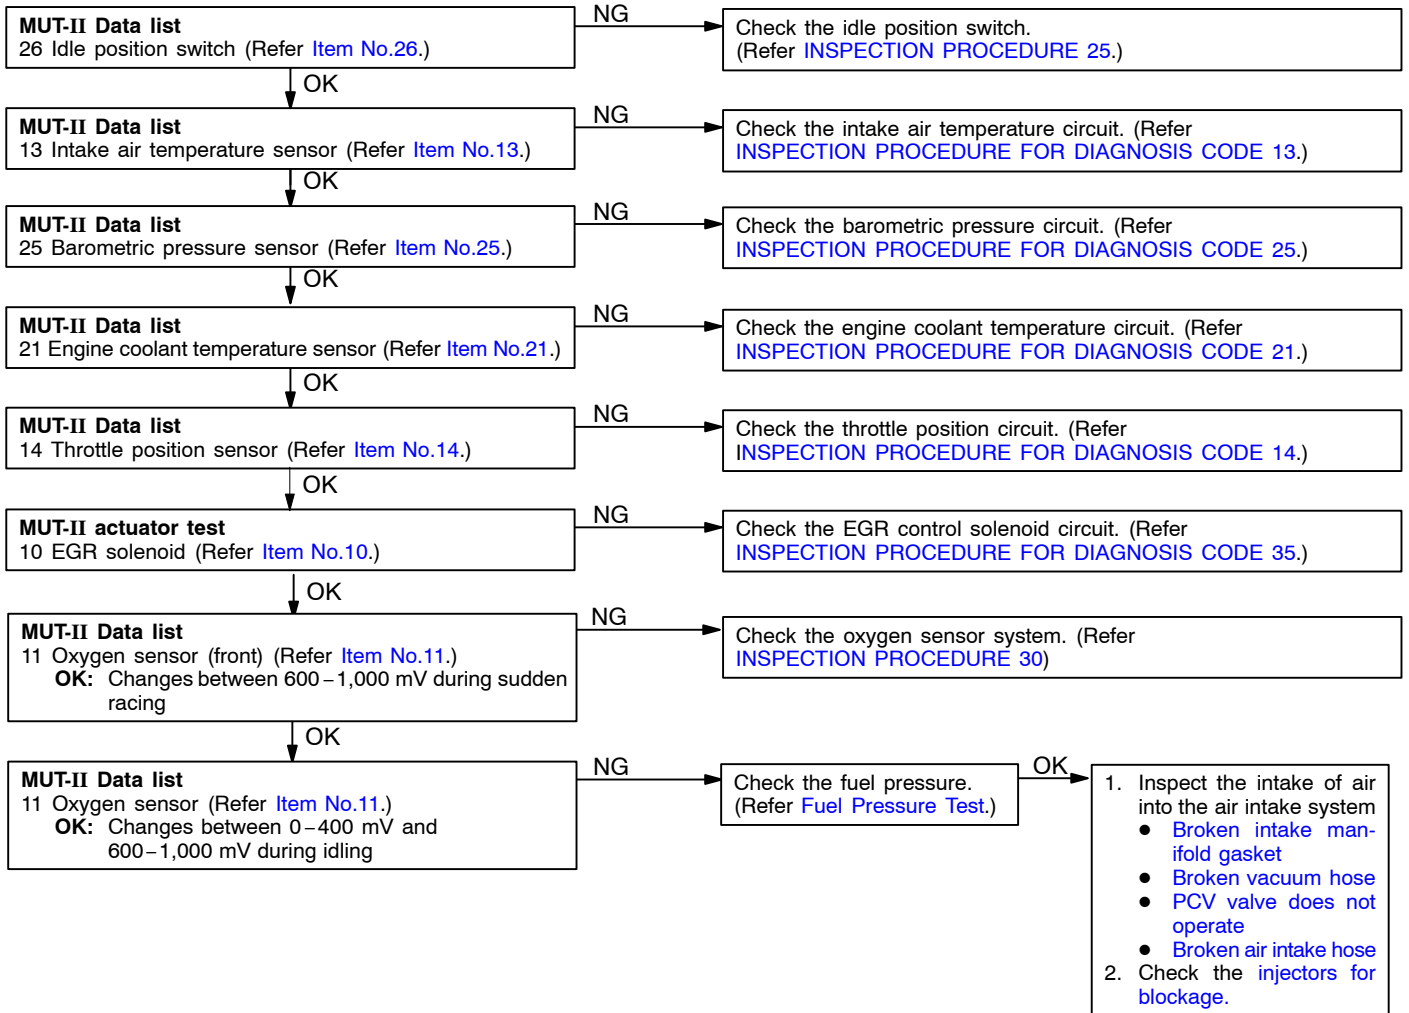 MUT-II Data list
26 Idle position switch (Refer Item No.26.)
NG
Check the idle position switch.
(Refer INSPECTION PROCEDURE 25.)
OK
MUT-II Data list
13 Intake air temperature sensor (Refer Item No.13.)
NG
Check the intake air temperature circuit. (Refer
INSPECTION PROCEDURE FOR DIAGNOSIS CODE 13.)
OK
MUT-II Data list
25 Barometric pressure sensor (Refer Item No.25.)
NG
Check the barometric pressure circuit. (Refer
INSPECTION PROCEDURE FOR DIAGNOSIS CODE 25.)
OK
MUT-II Data list
21 Engine coolant temperature sensor (Refer Item No.21.)
NG
Check the engine coolant temperature circuit. (Refer
INSPECTION PROCEDURE FOR DIAGNOSIS CODE 21.)
OK
MUT-II Data list
14 Throttle position sensor (Refer Item No.14.)
NG
Check the throttle position circuit. (Refer
INSPECTION PROCEDURE FOR DIAGNOSIS CODE 14.)
OK
MUT-II actuator test
10 EGR solenoid (Refer Item No.10.)
NG
Check the EGR control solenoid circuit. (Refer
INSPECTION PROCEDURE FOR DIAGNOSIS CODE 35.)
OK
MUT-II Data list
11 Oxygen sensor (front) (Refer Item No.11.)
OK: Changes between 600–1,000 mV during sudden
racing
NG
Check the oxygen sensor system. (Refer
INSPECTION PROCEDURE 30)
OK
MUT-II Data list
11 Oxygen sensor (Refer Item No.11.)
OK: Changes between 0–400 mV and
600–1,000 mV during idling
NG
Check the fuel pressure.
(Refer Fuel Pressure Test.)
OK
1. Inspect the intake of air
into the air intake system
● Broken intake man-
ifold gasket
● Broken vacuum hose
● PCV valve does not
operate
● Broken air intake hose
2. Check the injectors for
blockage.